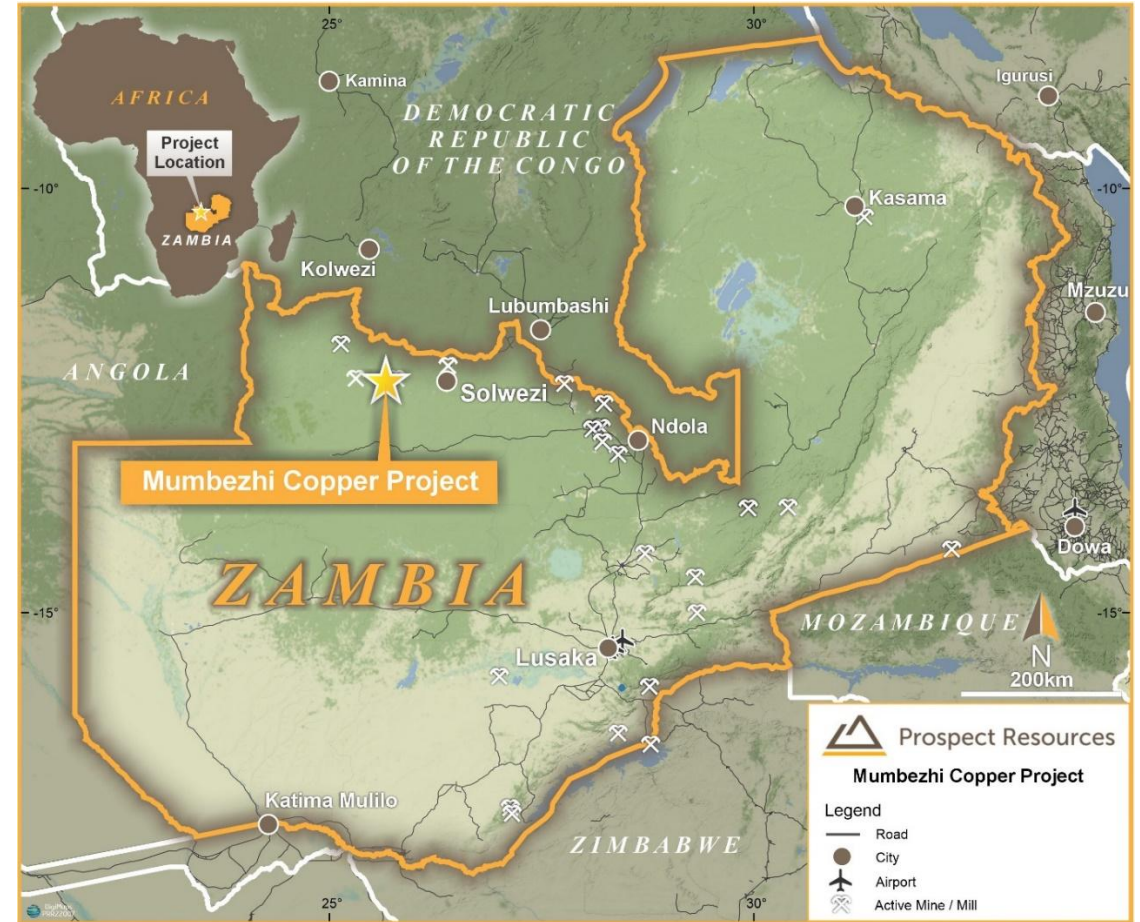 25°
30°
Kamina
Igurusi
AFRICA
DEMOCRATIC
REPUBLIC
OF THE CONGO
Project
Location
-10°
Kasama
-10°
ZAMBIA
Kolwezi
Mzuzu
Lubumbashi
ANGOLA
Solwezi
Ndola
Mumbezhi Copper Project
Dowa
ZAMBIA
-15°
MOZAMBIQUE
-15°
Lusaka
N
200km
Prospect Resources
Mumbezhi Copper Project
Katima Mulilo
Legend
Road
ZIMBABWE
City
Airport
25°
30°
Active Mine / Mill